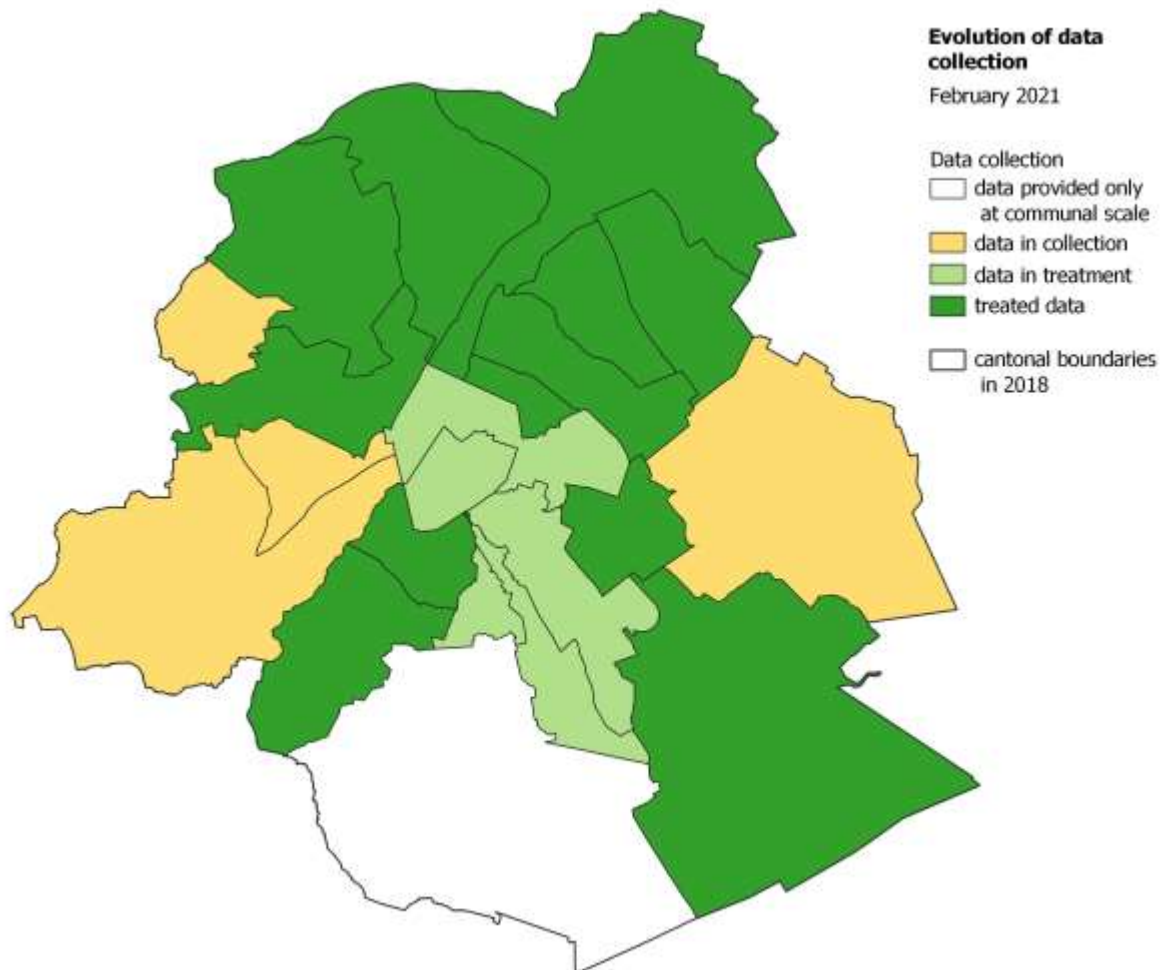 Evolution of data
collection
February 2021
Data collection
data provided only
at communal scale
data in collection
data in treatment
treated data
cantonal boundaries
in 2018